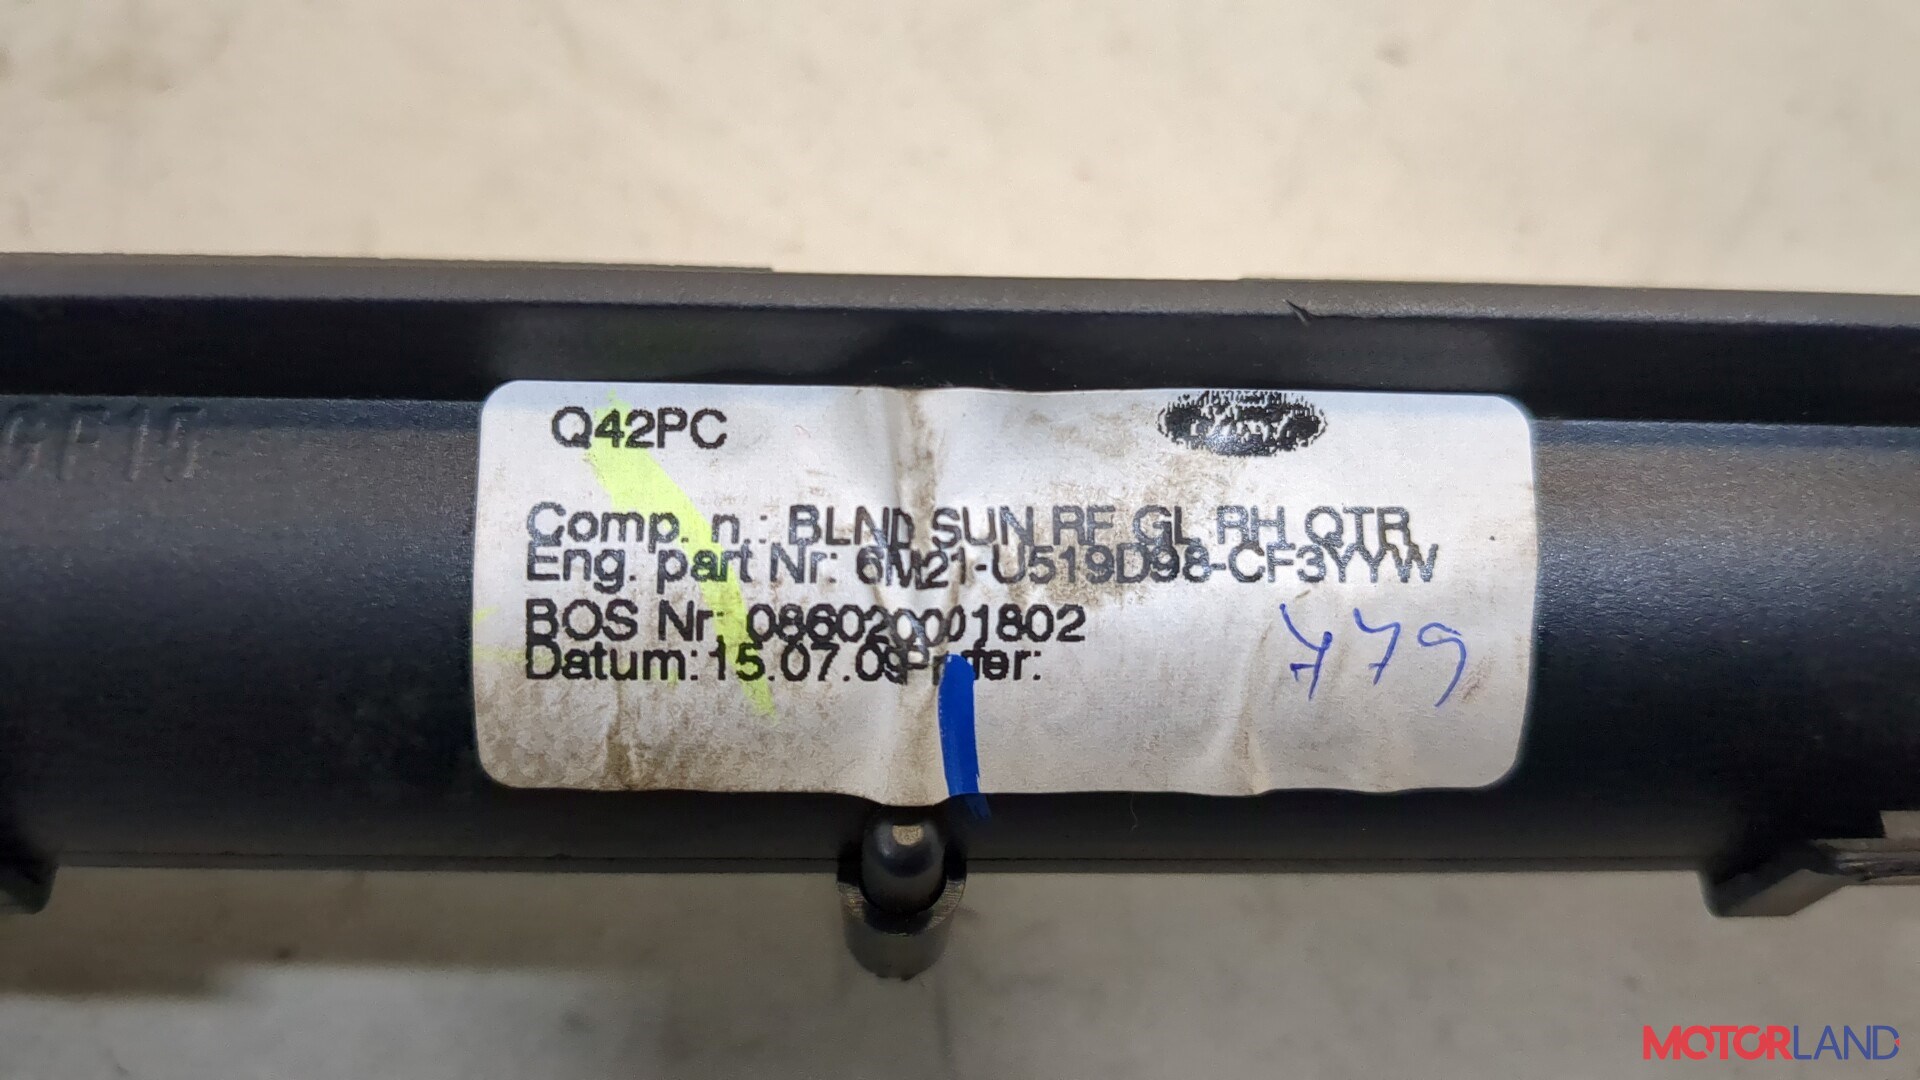 Q42PC
Ford
Comp. n.: BLND SUN RF GL RH QTR
Eng. part Nr: 6M21-U519D98-CF3YYW
BOS Nr: 086020001802
Datum: 15.07.09
779
MOTORLAND